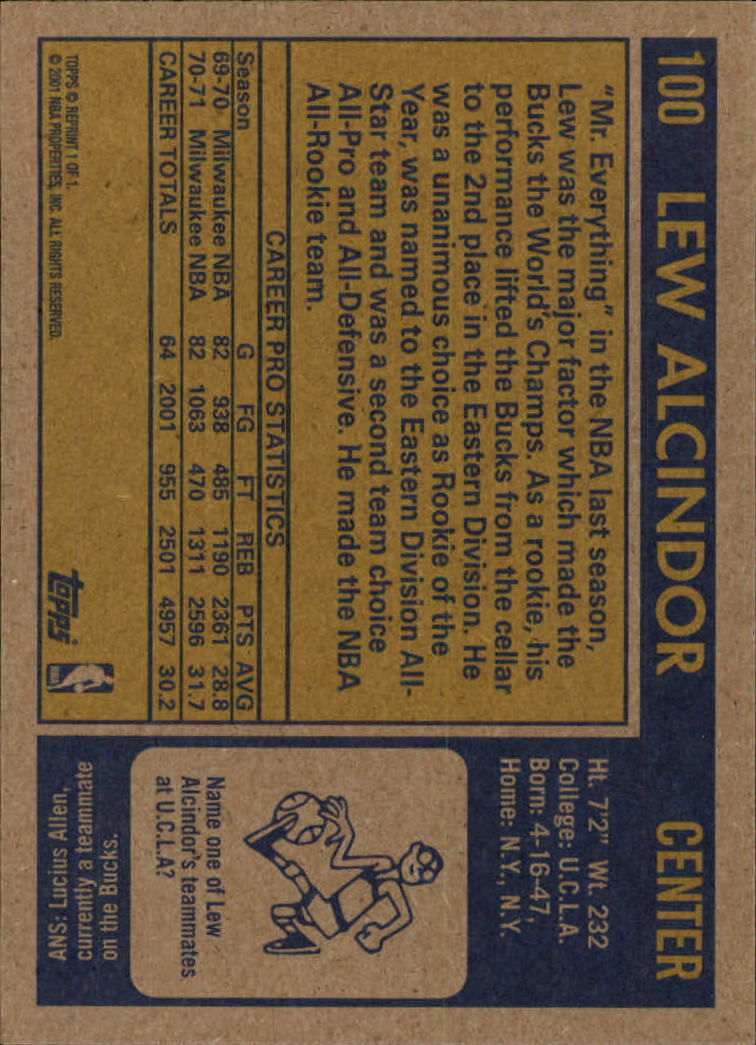 100 LEW ALCINDOR CENTER
"Mr. Everything" in the NBA last season,
Lew was the major factor which made the
Bucks the World's Champs. As a rookie, his
performance lifted the Bucks from the cellar
to the 2nd place in the Eastern Division. He
was a unanimous choice as Rookie of the
Year, was named to the Eastern Division All-
Star team and was a second team choice
All-Pro and All-Defensive. He made the NBA
All-Rookie team.
CAREER PRO STATISTICS
Season G FG FT REB PTS AVG
69-70 Milwaukee NBA 82 938 485 1190 2361 28.8
70-71 Milwaukee NBA 82 1063 470 1311 2596 31.7
CAREER TOTALS 64 2001 955 2501 4957 30.2
TOPPS © REPRINT 1 OF 1.
© 2001 NBA PROPERTIES, INC. ALL RIGHTS RESERVED.
topps®
NBA
Ht. 7'2" Wt. 232
College: U.C.L.A.
Born: 4-16-47,
Home: N.Y., N.Y.
Name one of Lew
Alcindor's teammates
at U.C.L.A?
ANS: Lucius Allen,
currently a teammate
on the Bucks.